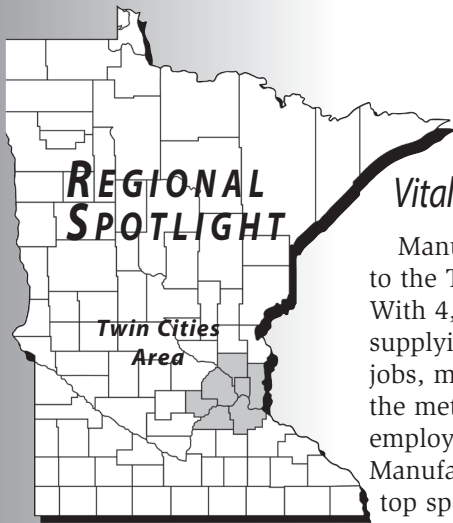 REGIONAL
SPOTLIGHT
Twin Cities
Area
Vital
Manu
to the T
With 4,
supplyi
jobs, m
the met
employ
Manufa
top sp